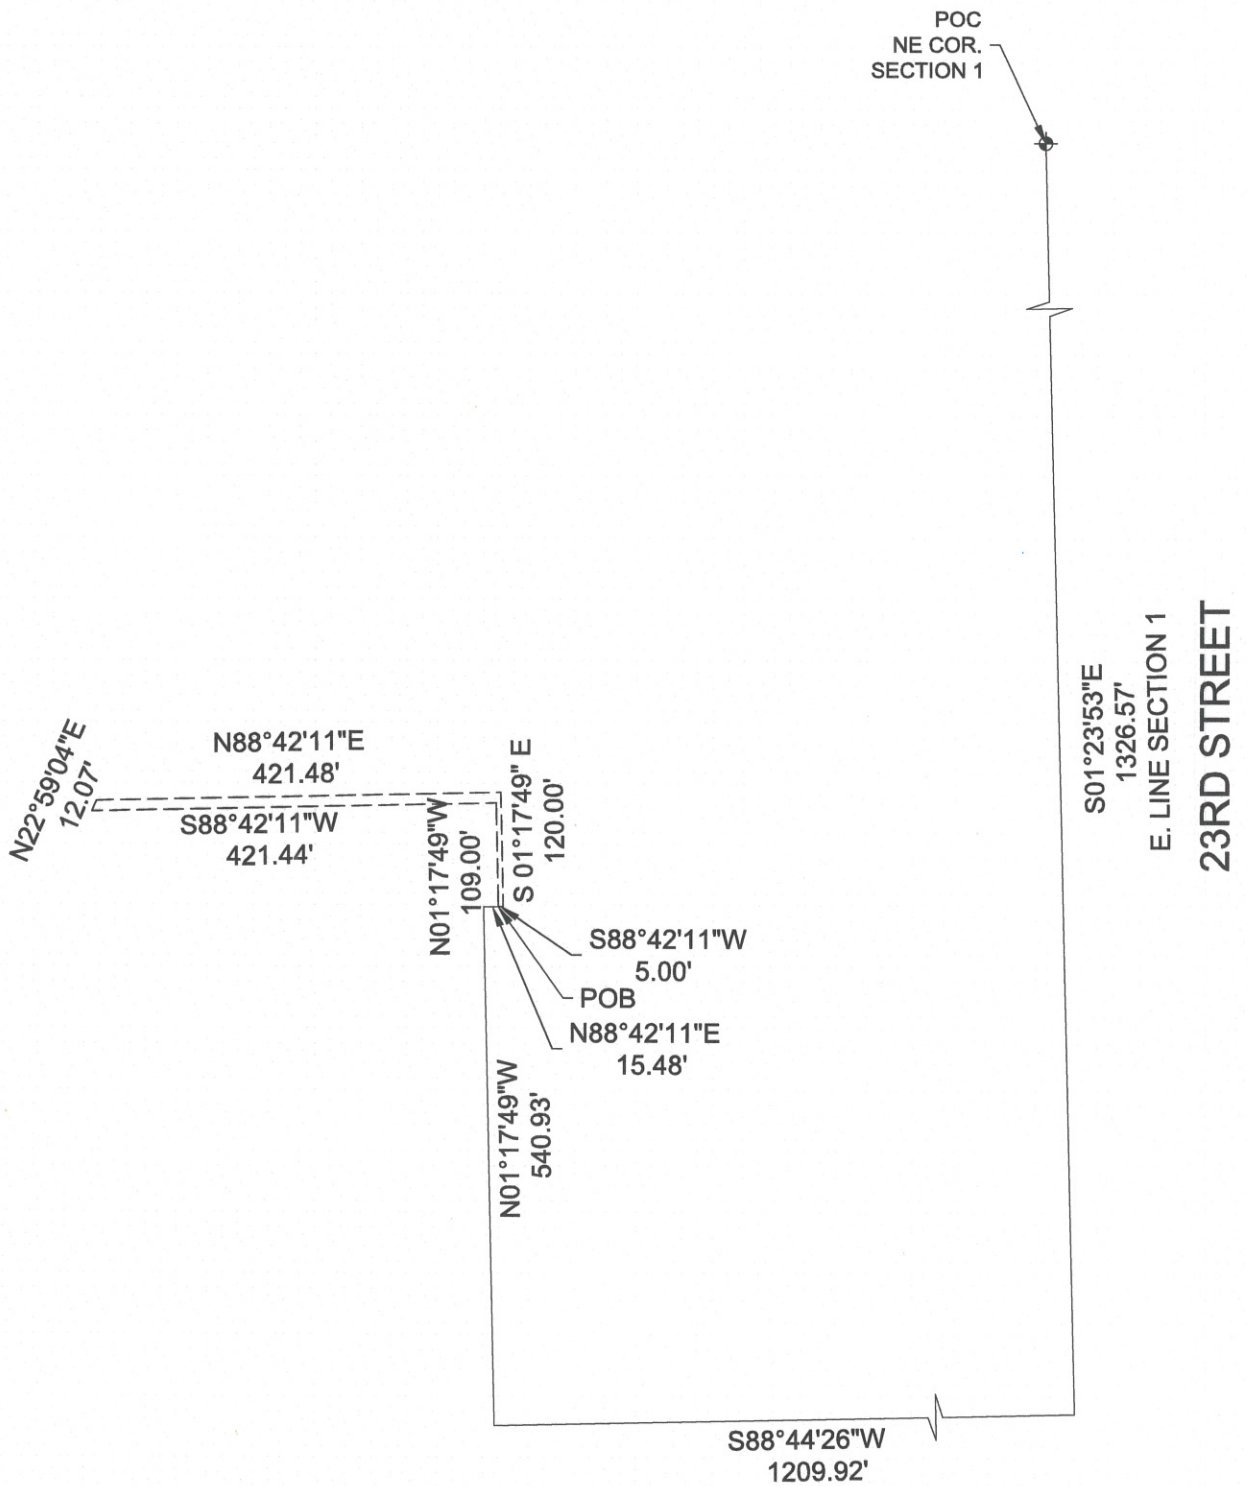 POC
NE COR.
SECTION 1
S01°23'53"E
1326.57'
E. LINE SECTION 1
23RD STREET
N22°59'04"E
12.07'
N88°42'11"E
421.48'
S88°42'11"W
421.44'
N01°17'49"W
109.00'
S 01°17'49" E
120.00'
S88°42'11"W
5.00'
POB
N88°42'11"E
15.48'
N01°17'49"W
540.93'
S88°44'26"W
1209.92'